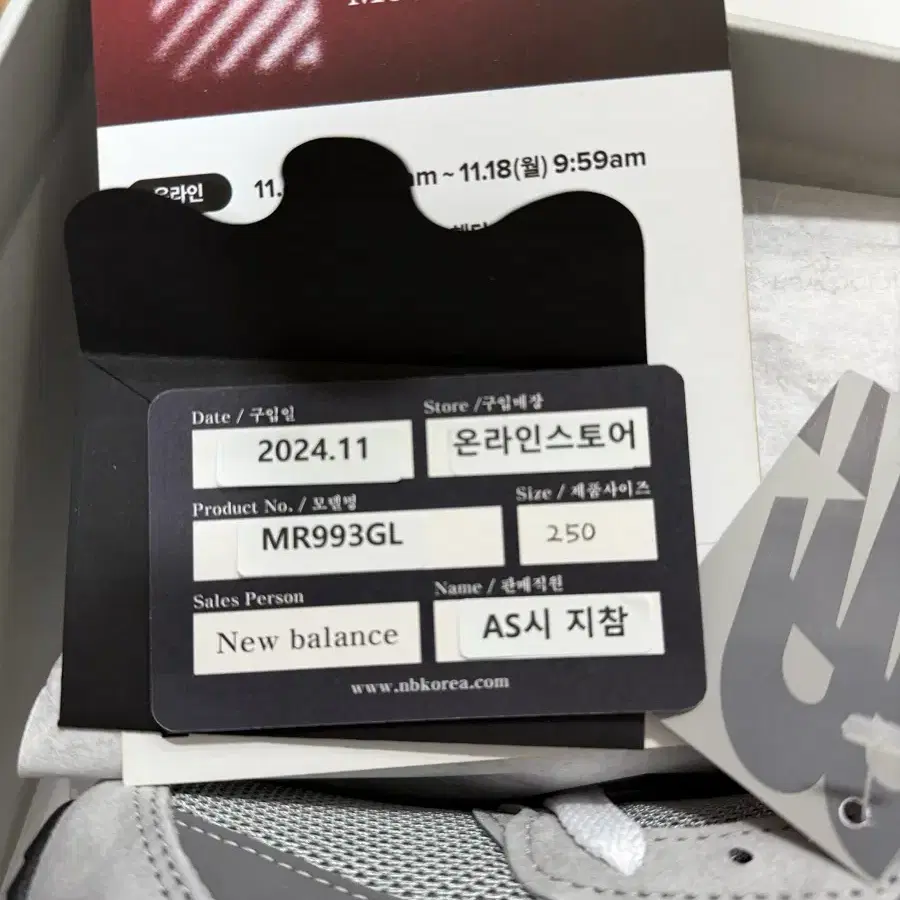 온라인
11. m ~ 11.18(월) 9:59am
Date / 구입일
Store /구입매장
2024.11
온라인스토어
Product No. / 모델명
Size / 제품사이즈
MR993GL
250
Sales Person
Name / 판매직원
New balance
AS시 지참
www.nbkorea.com